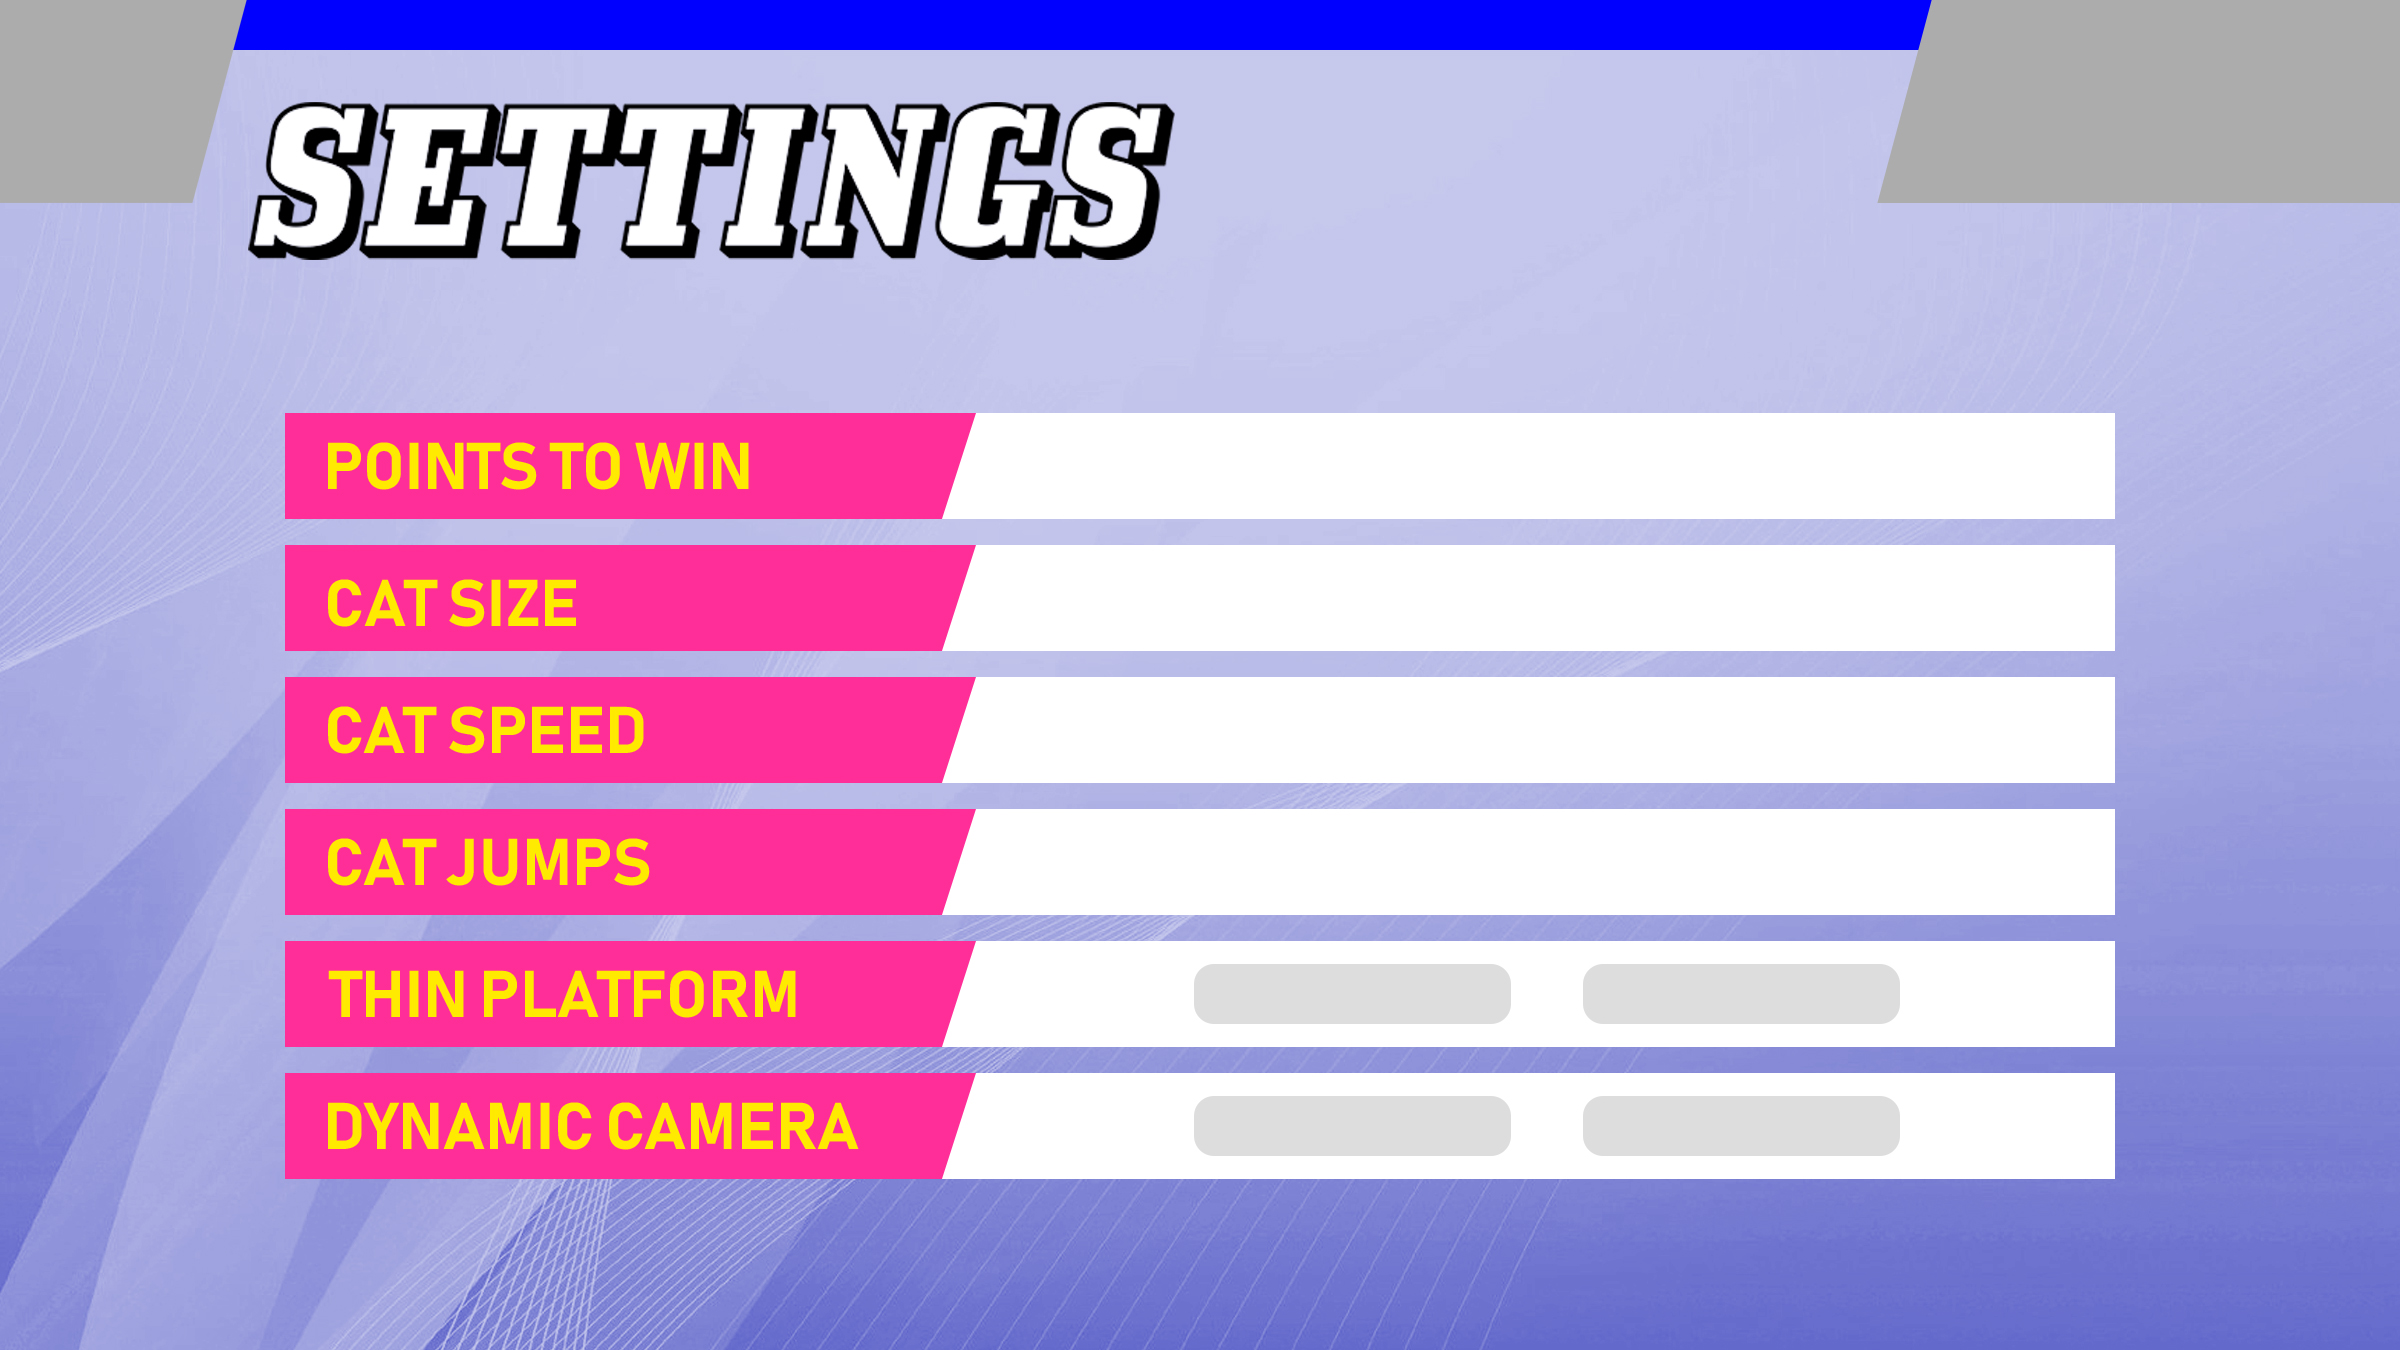 SETTINGS
POINTS TO WIN
CAT SIZE
CAT SPEED
CAT JUMPS
THIN PLATFORM
DYNAMIC CAMERA